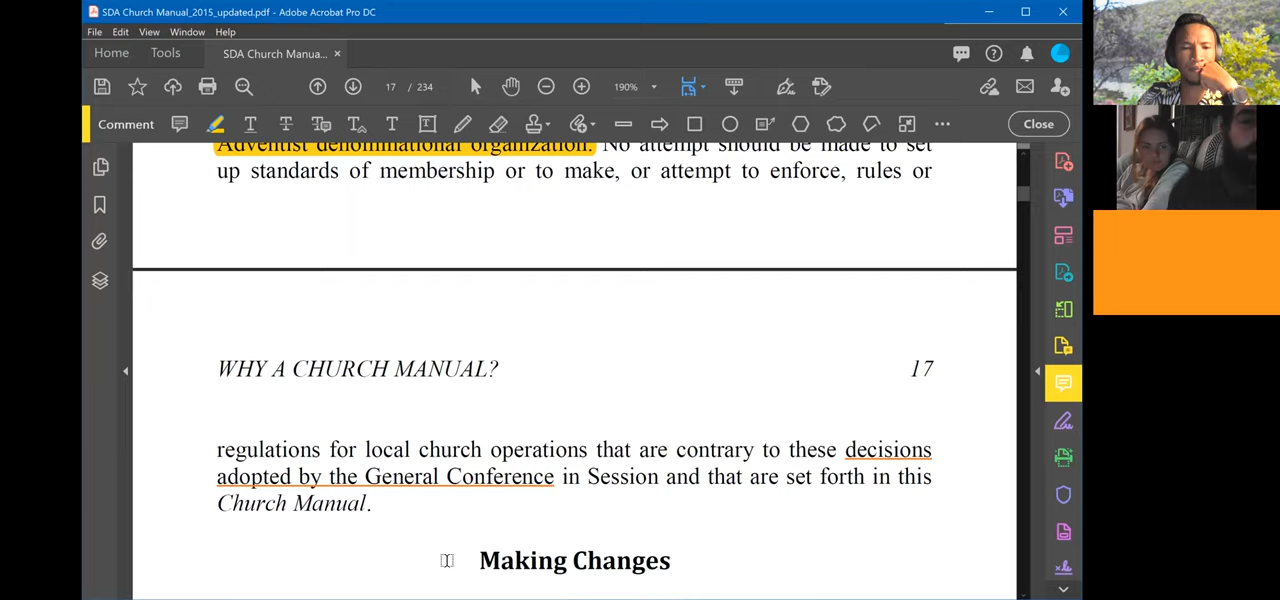 SDA Church Manual_2015_updated.pdf - Adobe Acrobat Pro DC
File Edit View Window Help
Home Tools SDA Church Manua... ×
17 / 234 190%
Comment Close
Adventist denominational organization. No attempt should be made to set
up standards of membership or to make, or attempt to enforce, rules or
WHY A CHURCH MANUAL? 17
regulations for local church operations that are contrary to these decisions
adopted by the General Conference in Session and that are set forth in this
Church Manual.
Making Changes